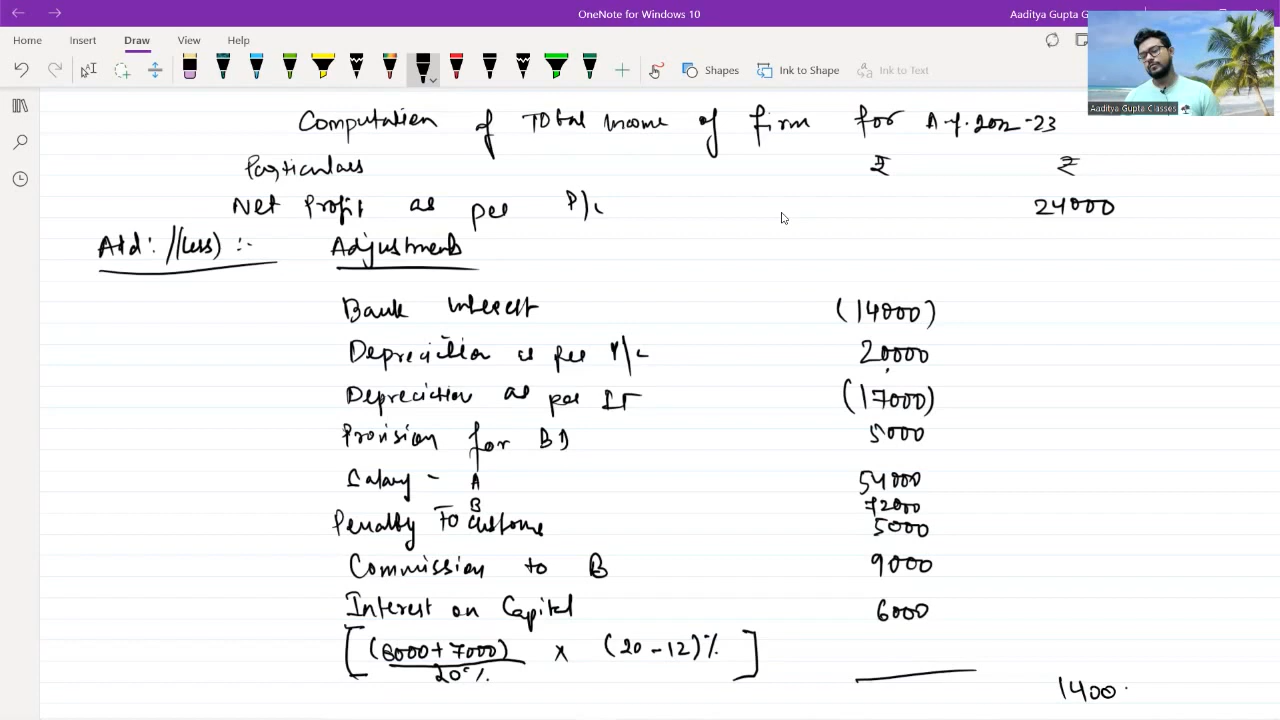 OneNote for Windows 10
Aaditya Gupta G
Home Insert Draw View Help
Shapes Ink to Shape Ink to Text
Aaditya Gupta Classes
Computation of Total Income of firm for A.Y. 2022-23
Particulars ₹ ₹
Net Profit as per P/L 24000
Add: /(Less) :- Adjustments
Bank interest (14000)
Depreciation as per P/L 20000
Depreciation as per IT (17000)
Provision for BD 5000
Salary - A 54000
B 72000
Penalty To Customs 5000
Commission to B 9000
Interest on Capital 6000
[(8000+7000) x (20-12)%]
20%
1400